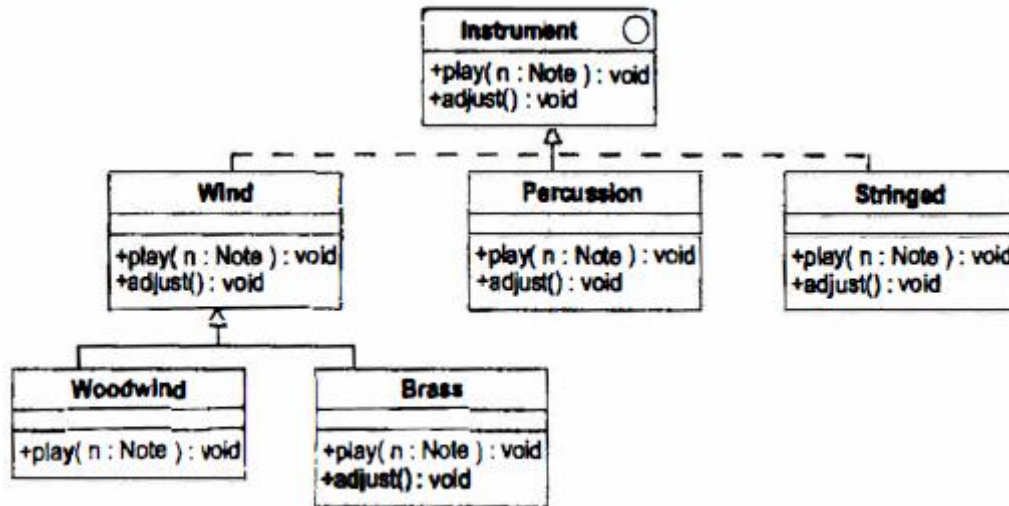 Instrument
+play( n : Note ) : void
+adjust() : void
Wind
+play( n : Note ) : void
+adjust() : void
Percussion
+play( n : Note ) : void
+adjust() : void
Stringed
+play( n : Note ) : void
+adjust() : void
Woodwind
+play( n : Note ) : void
Brass
+play( n : Note ) : void
+adjust() : void